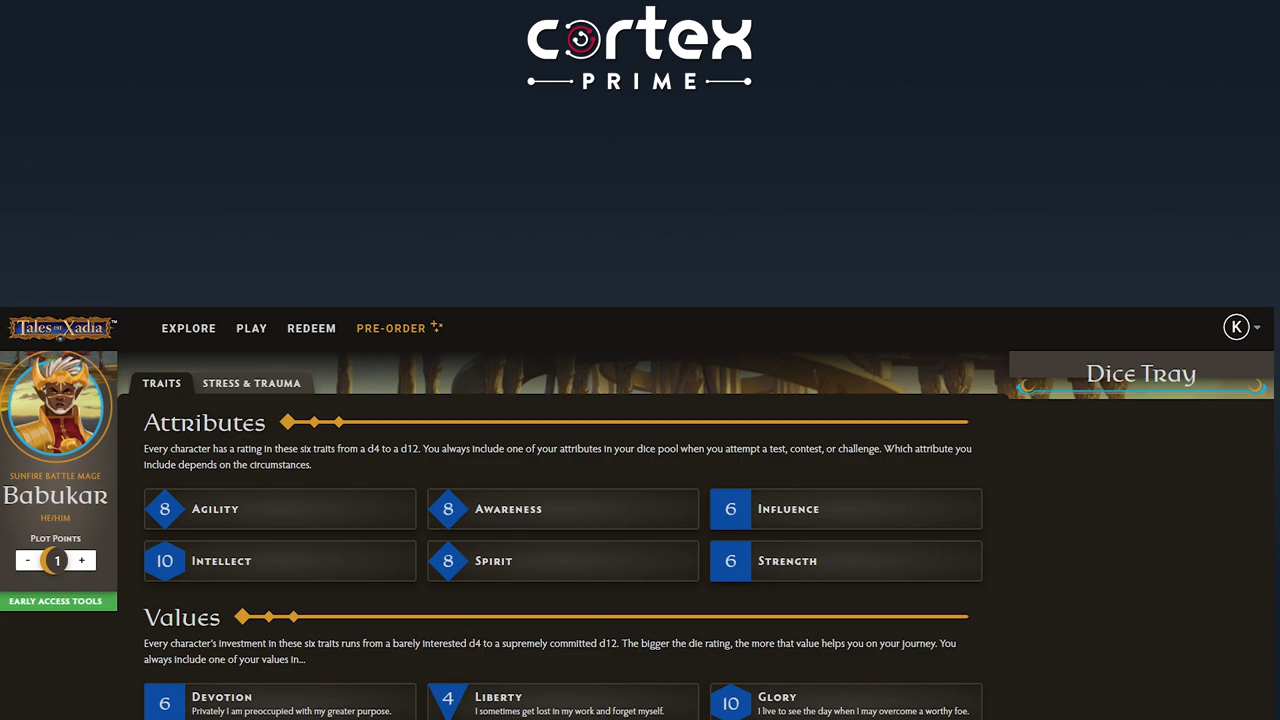 cortex
PRIME
Tales of Xadia™
EXPLORE PLAY REDEEM PRE-ORDER
K
TRAITS STRESS & TRAUMA
Dice Tray
Attributes
Every character has a rating in these six traits from a d4 to a d12. You always include one of your attributes in your dice pool when you attempt a test, contest, or challenge. Which attribute you
include depends on the circumstances.
SUNFIRE BATTLE MAGE
Babukar
HE/HIM
PLOT POINTS
- 1 +
EARLY ACCESS TOOLS
8 AGILITY
8 AWARENESS
6 INFLUENCE
10 INTELLECT
8 SPIRIT
6 STRENGTH
Values
Every character's investment in these six traits runs from a barely interested d4 to a supremely committed d12. The bigger the die rating, the more that value helps you on your journey. You
always include one of your values in...
6 DEVOTION
Privately I am preoccupied with my greater purpose.
4 LIBERTY
I sometimes get lost in my work and forget myself.
10 GLORY
I live to see the day when I may overcome a worthy foe.